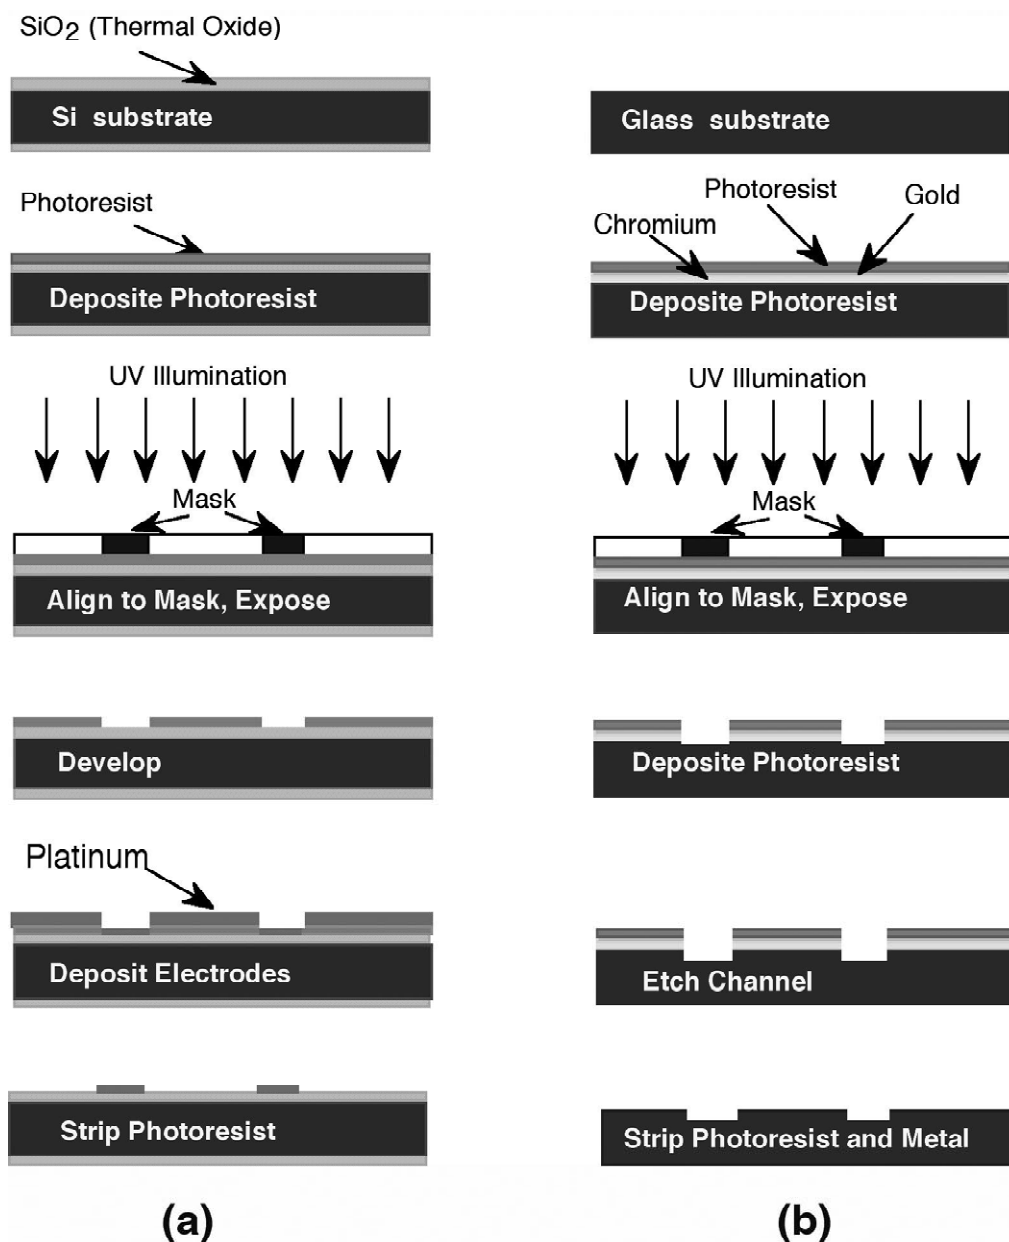 SiO2 (Thermal Oxide)
Si substrate
Photoresist
Deposite Photoresist
UV Illumination
Mask
Align to Mask, Expose
Develop
Platinum
Deposit Electrodes
Strip Photoresist
(a)
Glass substrate
Photoresist
Gold
Chromium
Deposite Photoresist
UV Illumination
Mask
Align to Mask, Expose
Deposite Photoresist
Etch Channel
Strip Photoresist and Metal
(b)